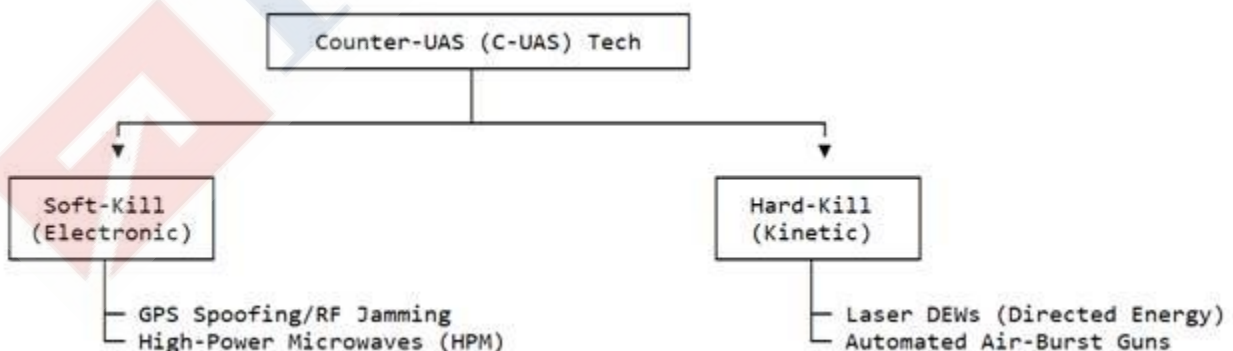 Counter-UAS (C-UAS) Tech
Soft-Kill
(Electronic)
GPS Spoofing/RF Jamming
High-Power Microwaves (HPM)
Hard-Kill
(Kinetic)
Laser DEWs (Directed Energy)
Automated Air-Burst Guns